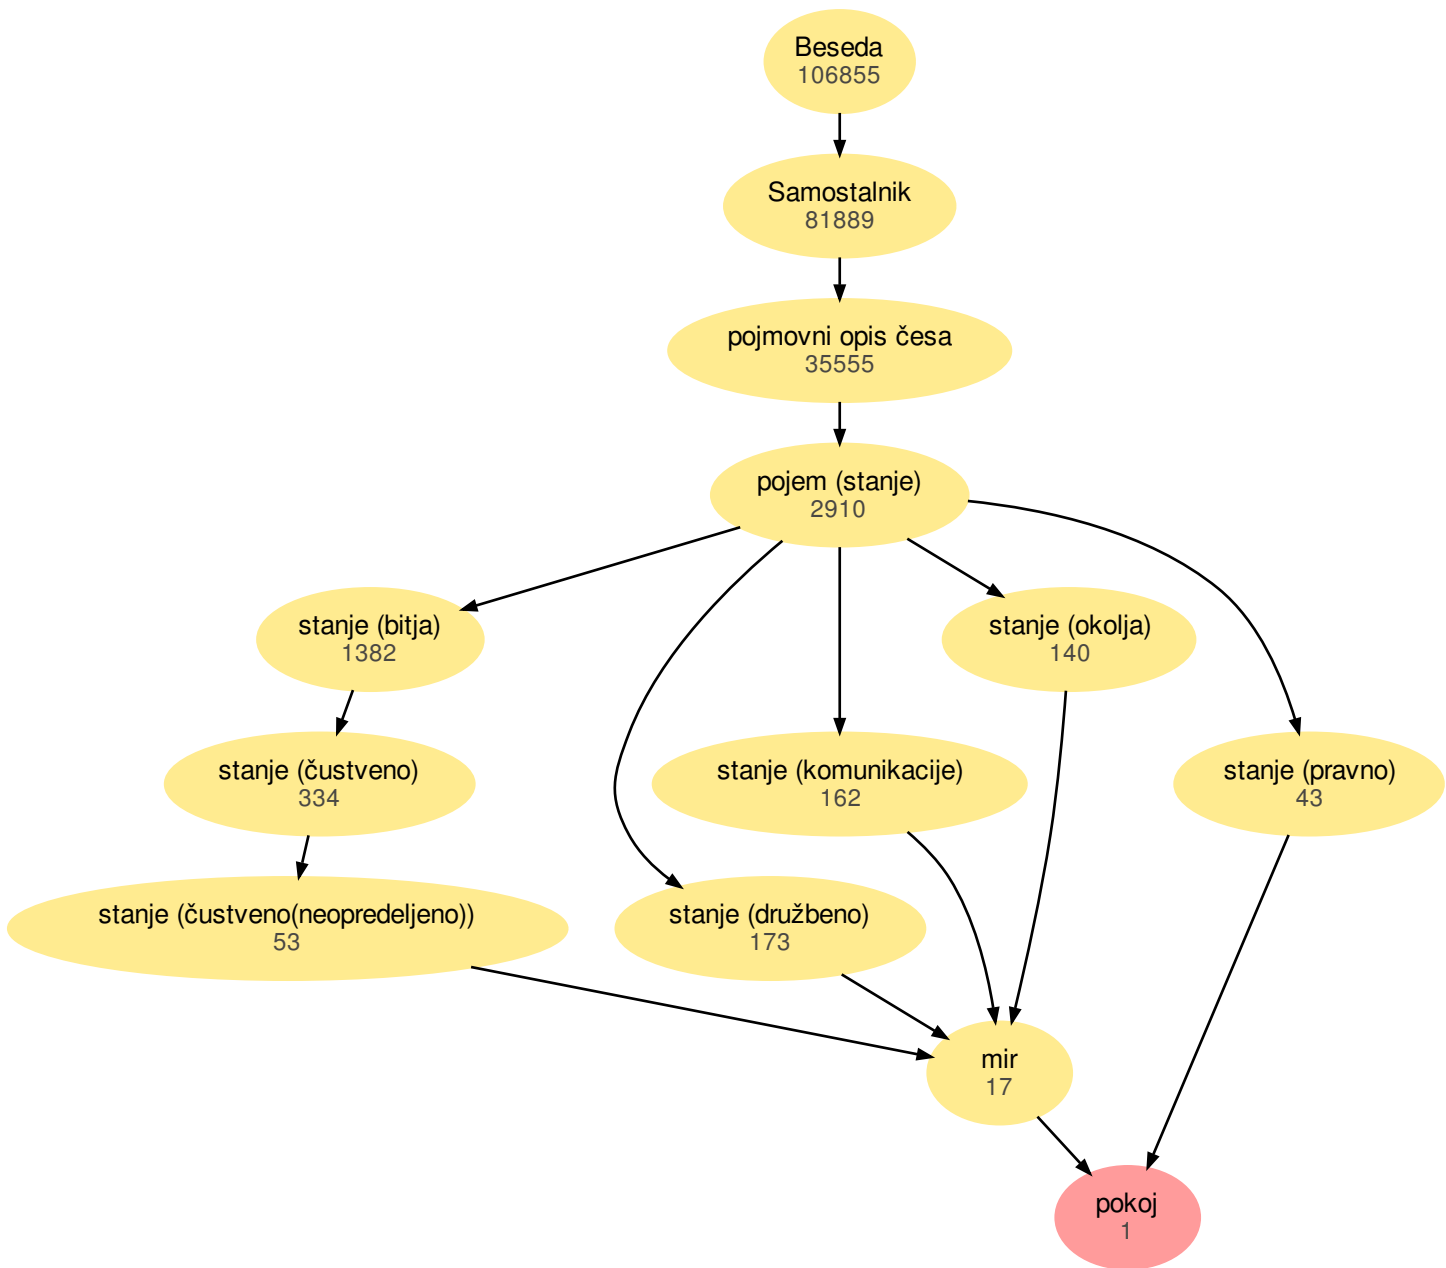 Beseda
106855
Samostalnik
81889
pojmovni opis česa
35555
pojem (stanje)
2910
stanje (bitja)
1382
stanje (okolja)
140
stanje (čustveno)
334
stanje (komunikacije)
162
stanje (pravno)
43
stanje (čustveno(neopredeljeno))
53
stanje (družbeno)
173
mir
17
pokoj
1